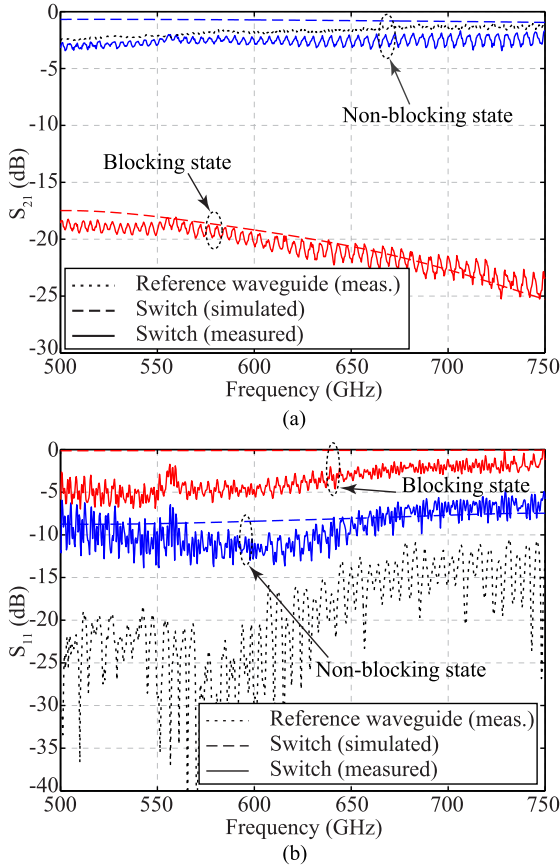 0
-5
-10
-15
-20
-25
-30
S21 (dB)
Non-blocking state
Blocking state
Reference waveguide (meas.)
Switch (simulated)
Switch (measured)
500 550 600 650 700 750
Frequency (GHz)
(a)
0
-5
-10
-15
-20
-25
-30
-35
-40
S11 (dB)
Blocking state
Non-blocking state
Reference waveguide (meas.)
Switch (simulated)
Switch (measured)
500 550 600 650 700 750
Frequency (GHz)
(b)